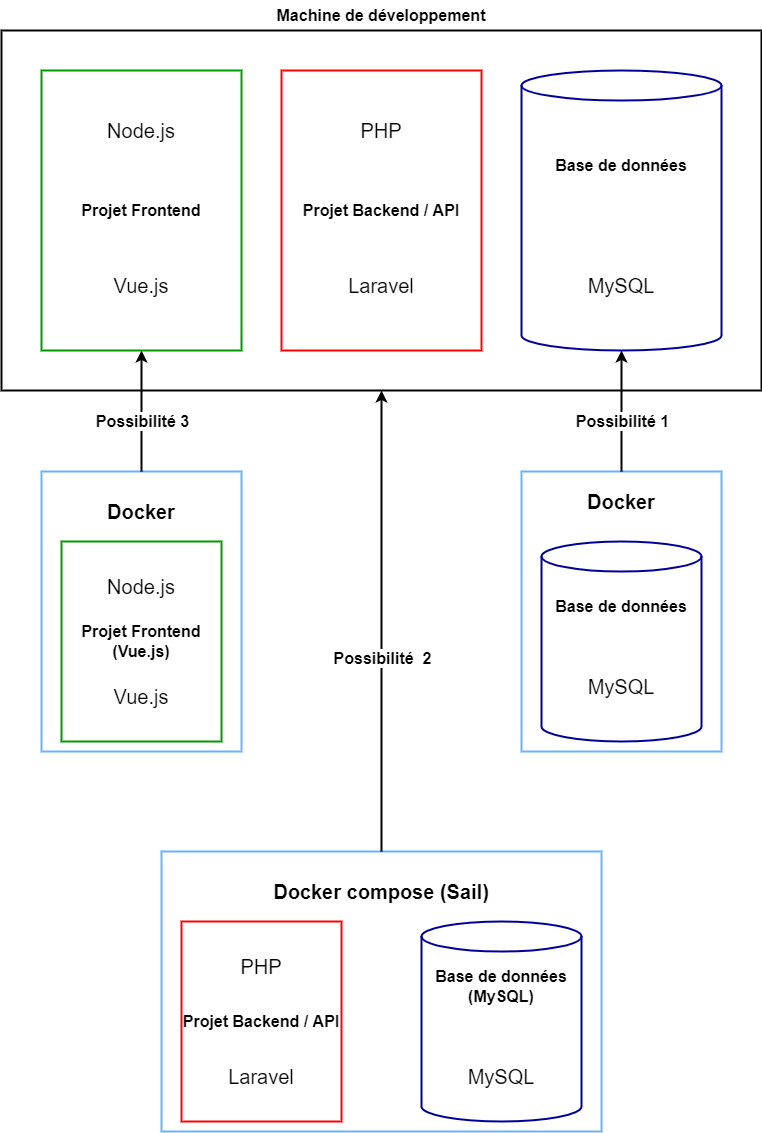 Machine de développement
Node.js
Projet Frontend
Vue.js
PHP
Projet Backend / API
Laravel
Base de données
MySQL
Possibilité 3
Possibilité 1
Docker
Node.js
Projet Frontend
(Vue.js)
Vue.js
Docker
Base de données
MySQL
Possibilité 2
Docker compose (Sail)
PHP
Projet Backend / API
Laravel
Base de données
(MySQL)
MySQL